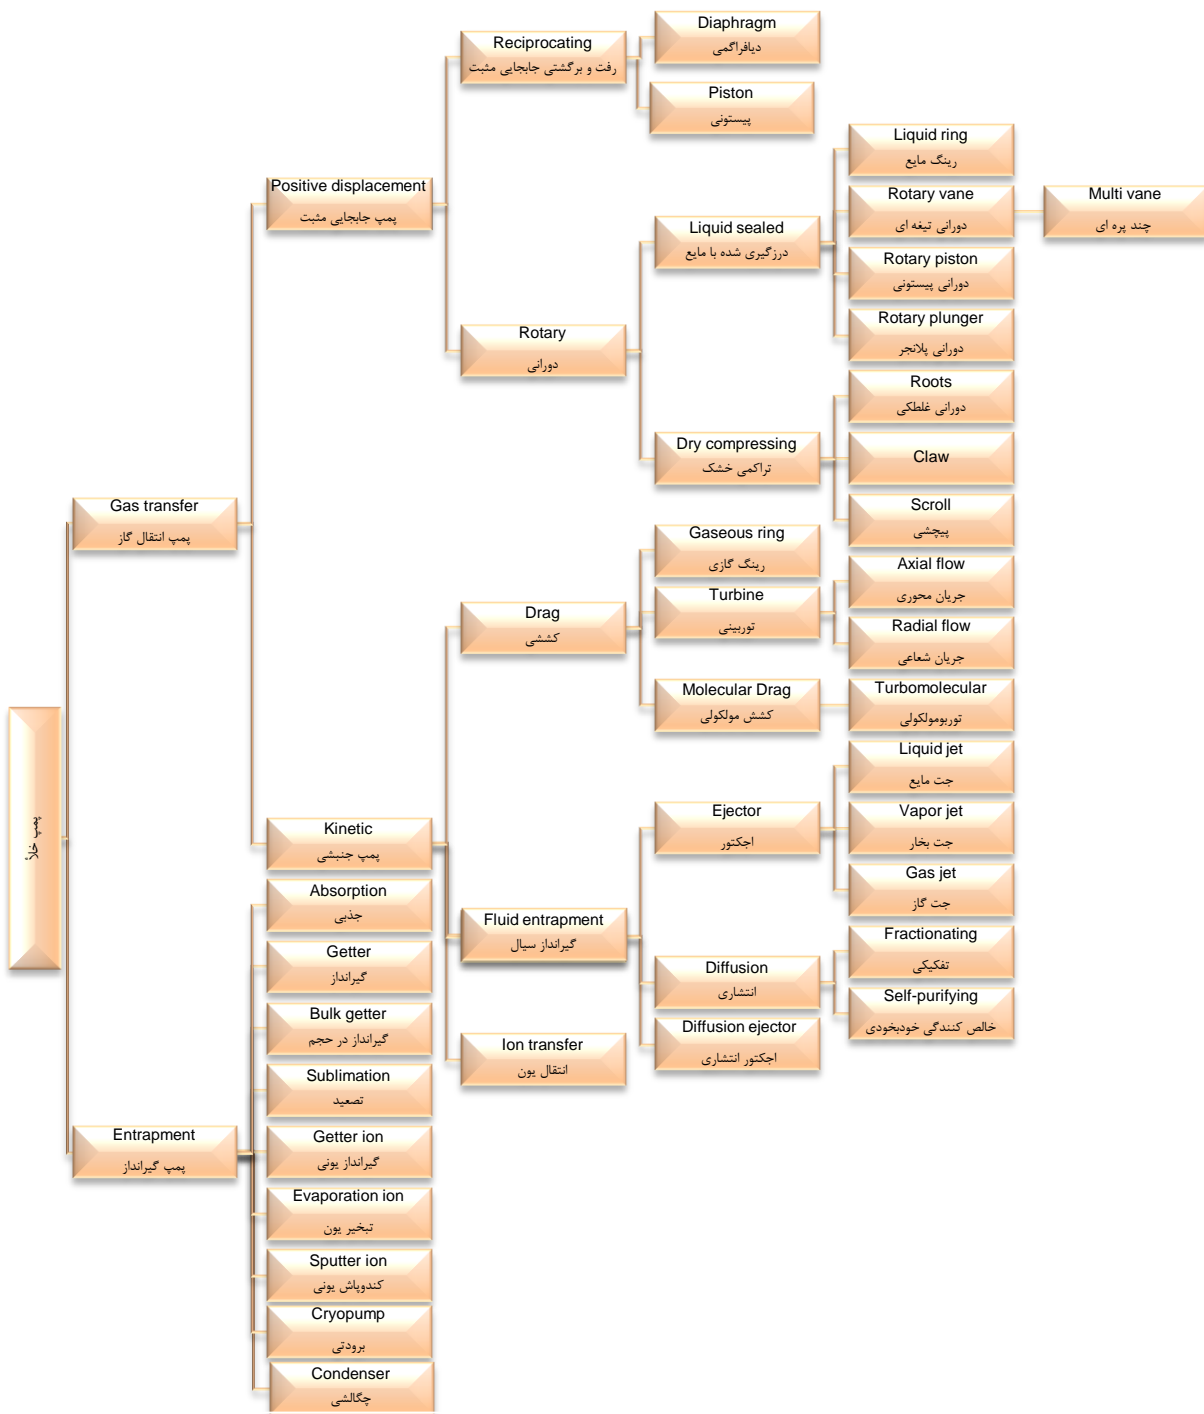 پمپ خلأ
Gas transfer
پمپ انتقال گاز
Positive displacement
پمپ جابجایی مثبت
Reciprocating
رفت و برگشتی جابجایی مثبت
Diaphragm
دیافراگمی
Piston
پیستونی
Rotary
دورانی
Liquid sealed
درزگیری شده با مایع
Liquid ring
رینگ مایع
Rotary vane
دورانی تیغه ای
Multi vane
چند پره ای
Rotary piston
دورانی پیستونی
Rotary plunger
دورانی پلانجر
Dry compressing
تراکمی خشک
Roots
دورانی غلطکی
Claw
Scroll
پیچشی
Kinetic
پمپ جنبشی
Drag
کششی
Gaseous ring
رینگ گازی
Turbine
توربینی
Axial flow
جریان محوری
Radial flow
جریان شعاعی
Molecular Drag
کشش مولکولی
Turbomolecular
توربومولکولی
Fluid entrapment
گیرانداز سیال
Ejector
اجکتور
Liquid jet
جت مایع
Vapor jet
جت بخار
Gas jet
جت گاز
Diffusion
انتشاری
Fractionating
تفکیکی
Self-purifying
خالص کنندگی خودبخودی
Diffusion ejector
اجکتور انتشاری
Ion transfer
انتقال یون
Entrapment
پمپ گیرانداز
Absorption
جذبی
Getter
گیرانداز
Bulk getter
گیرانداز در حجم
Sublimation
تصعید
Getter ion
گیرانداز یونی
Evaporation ion
تبخیر یون
Sputter ion
کندوپاش یونی
Cryopump
برودتی
Condenser
چگالشی